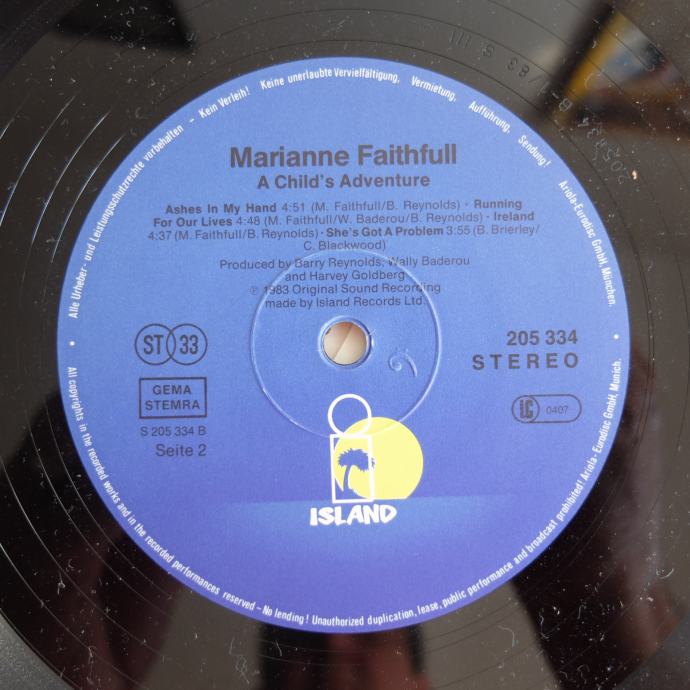 Alle Urheber- und Leistungsschutzrechte vorbehalten – Kein Verleih! Keine unerlaubte Vervielfältigung, Vermietung, Aufführung, Sendung! Ariola-Eurodisc GmbH, München.
Marianne Faithfull
A Child's Adventure
Ashes In My Hand 4:51 (M. Faithfull/B. Reynolds) · Running
For Our Lives 4:48 (M. Faithfull/W. Baderou/B. Reynolds) · Ireland
4:37 (M. Faithfull/B. Reynolds) · She's Got A Problem 3:55 (B. Brierley/
C. Blackwood)
Produced by Barry Reynolds, Wally Baderou
and Harvey Goldberg
℗ 1983 Original Sound Recording
made by Island Records Ltd.
ST 33
205 334
STEREO
GEMA
STEMRA
LC 0407
S 205 334 B
Seite 2
ISLAND
All copyrights in the recorded works and in the recorded performances reserved – No lending! Unauthorized duplication, lease, public performance and broadcast prohibited! Ariola-Eurodisc GmbH, Munich.